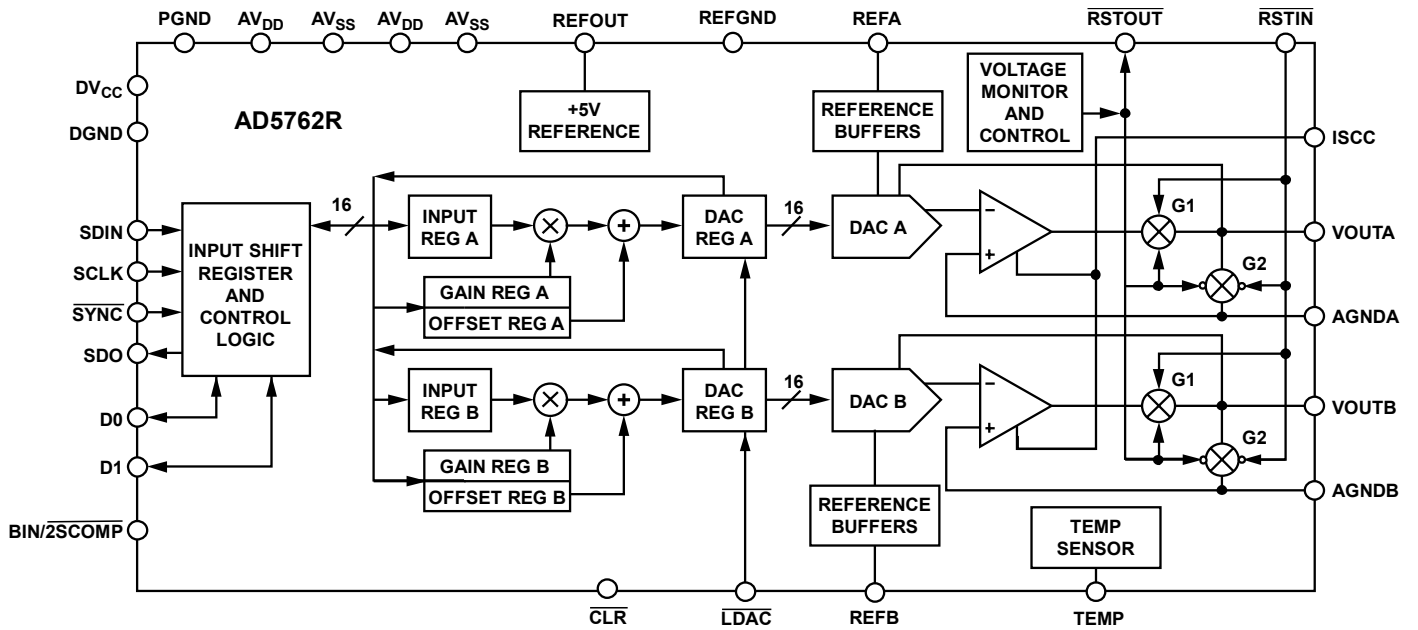 PGND
AVDD
AVSS
AVDD
AVSS
REFOUT
REFGND
REFA
RSTOUT
RSTIN
DVCC
DGND
AD5762R
+5V
REFERENCE
REFERENCE
BUFFERS
VOLTAGE
MONITOR
AND
CONTROL
ISCC
SDIN
SCLK
SYNC
SDO
D0
D1
BIN/2SCOMP
INPUT SHIFT
REGISTER
AND
CONTROL
LOGIC
16
INPUT
REG A
×
+
DAC
REG A
16
DAC A
−
+
G1
G2
VOUTA
AGNDA
GAIN REG A
OFFSET REG A
INPUT
REG B
×
+
DAC
REG B
16
DAC B
−
+
G1
G2
VOUTB
AGNDB
GAIN REG B
OFFSET REG B
REFERENCE
BUFFERS
TEMP
SENSOR
CLR
LDAC
REFB
TEMP